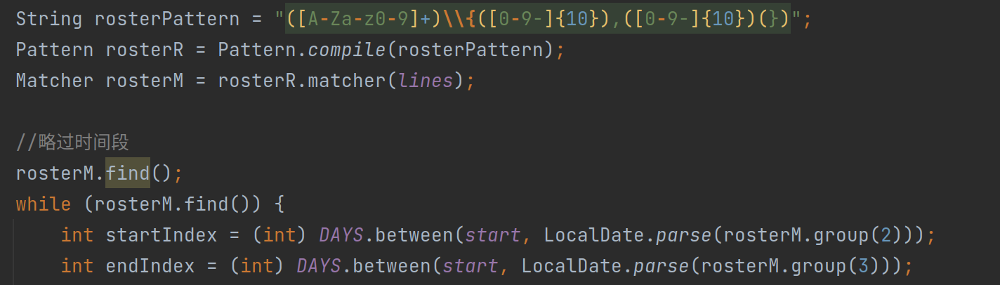 String rosterPattern = "([A-Za-z0-9]+)\\{([0-9-]{10}),([0-9-]{10})(})";
Pattern rosterR = Pattern.compile(rosterPattern);
Matcher rosterM = rosterR.matcher(lines);
//略过时间段
rosterM.find();
while (rosterM.find()) {
int startIndex = (int) DAYS.between(start, LocalDate.parse(rosterM.group(2)));
int endIndex = (int) DAYS.between(start, LocalDate.parse(rosterM.group(3)));